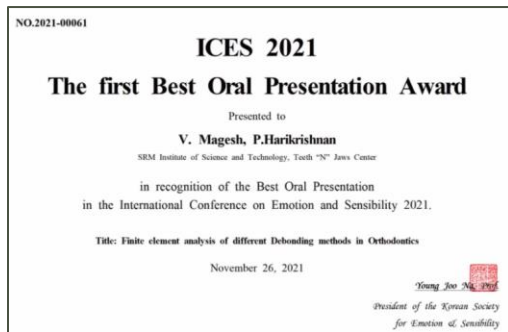 NO.2021-00061
ICES 2021
The first Best Oral Presentation Award
Presented to
V. Magesh, P.Harikrishnan
SRM Institute of Science and Technology, Teeth "N" Jaws Center
in recognition of the Best Oral Presentation
in the International Conference on Emotion and Sensibility 2021.
Title: Finite element analysis of different Debonding methods in Orthodontics
November 26, 2021
Young Joo Na, Prof.
President of the Korean Society
for Emotion & Sensibility